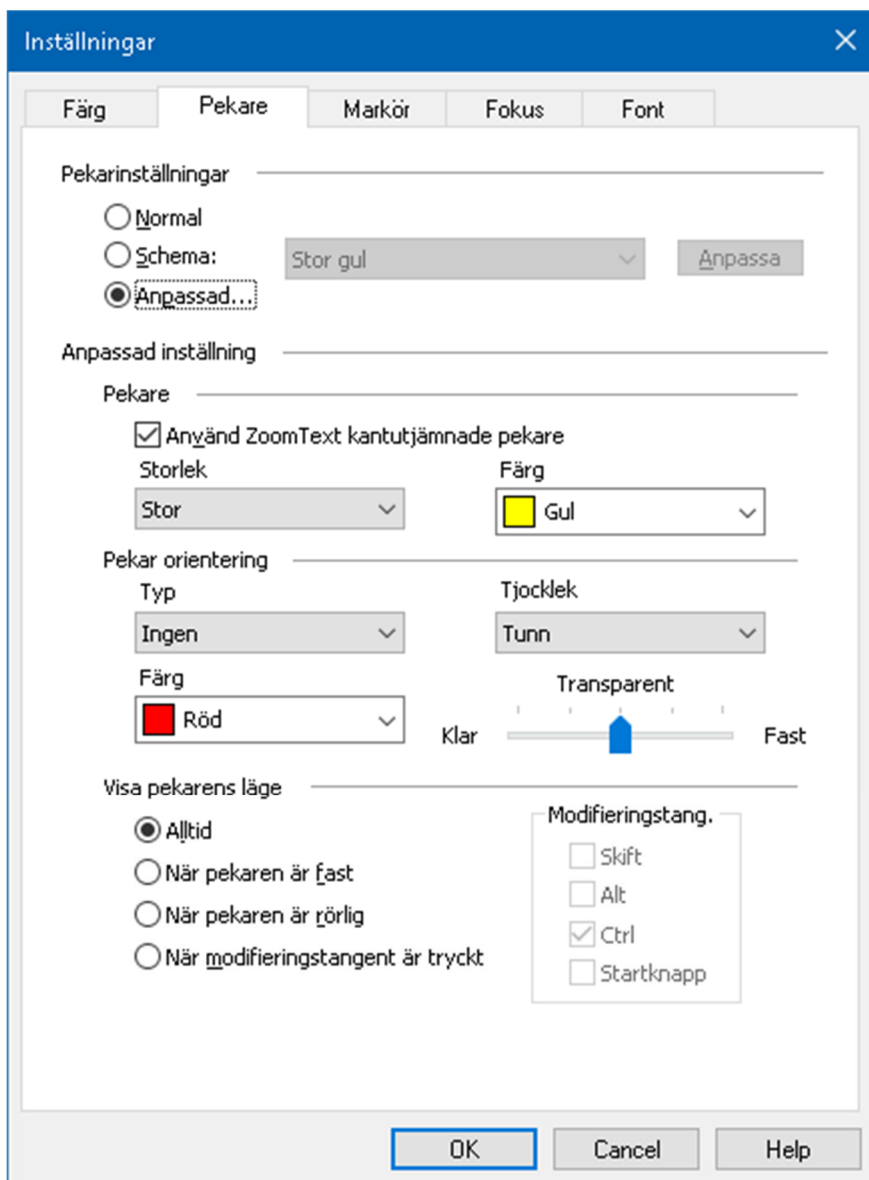 Inställningar
Färg Pekare Markör Fokus Font
Pekarinställningar
Normal
Schema: Stor gul Anpassa
Anpassad...
Anpassad inställning
Pekare
Använd ZoomText kantutjämnade pekare
Storlek Färg
Stor Gul
Pekar orientering
Typ Tjocklek
Ingen Tunn
Färg Transparent
Röd Klar Fast
Visa pekarens läge Modifieringstang.
Alltid Skift
När pekaren är fast Alt
När pekaren är rörlig Ctrl
När modifieringstangent är tryckt Startknapp
OK Cancel Help